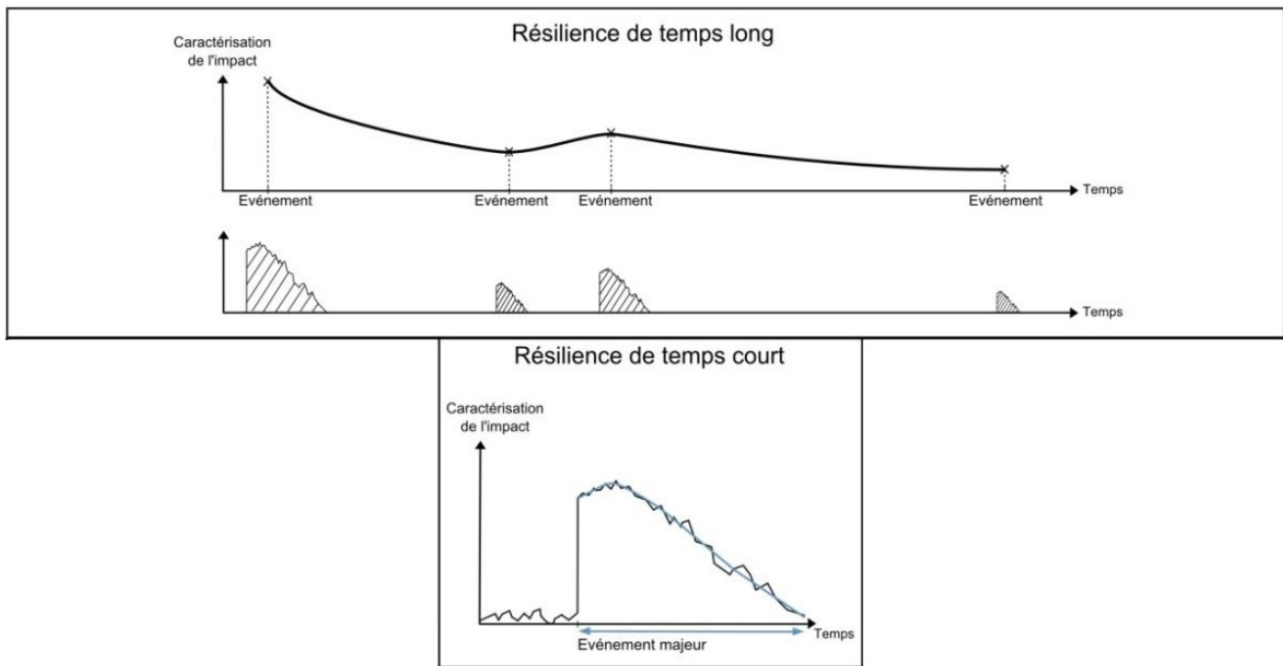 Résilience de temps long
Caractérisation
de l'impact
Temps
Evénement
Evénement
Evénement
Evénement
Temps
Résilience de temps court
Caractérisation
de l'impact
Temps
Evénement majeur